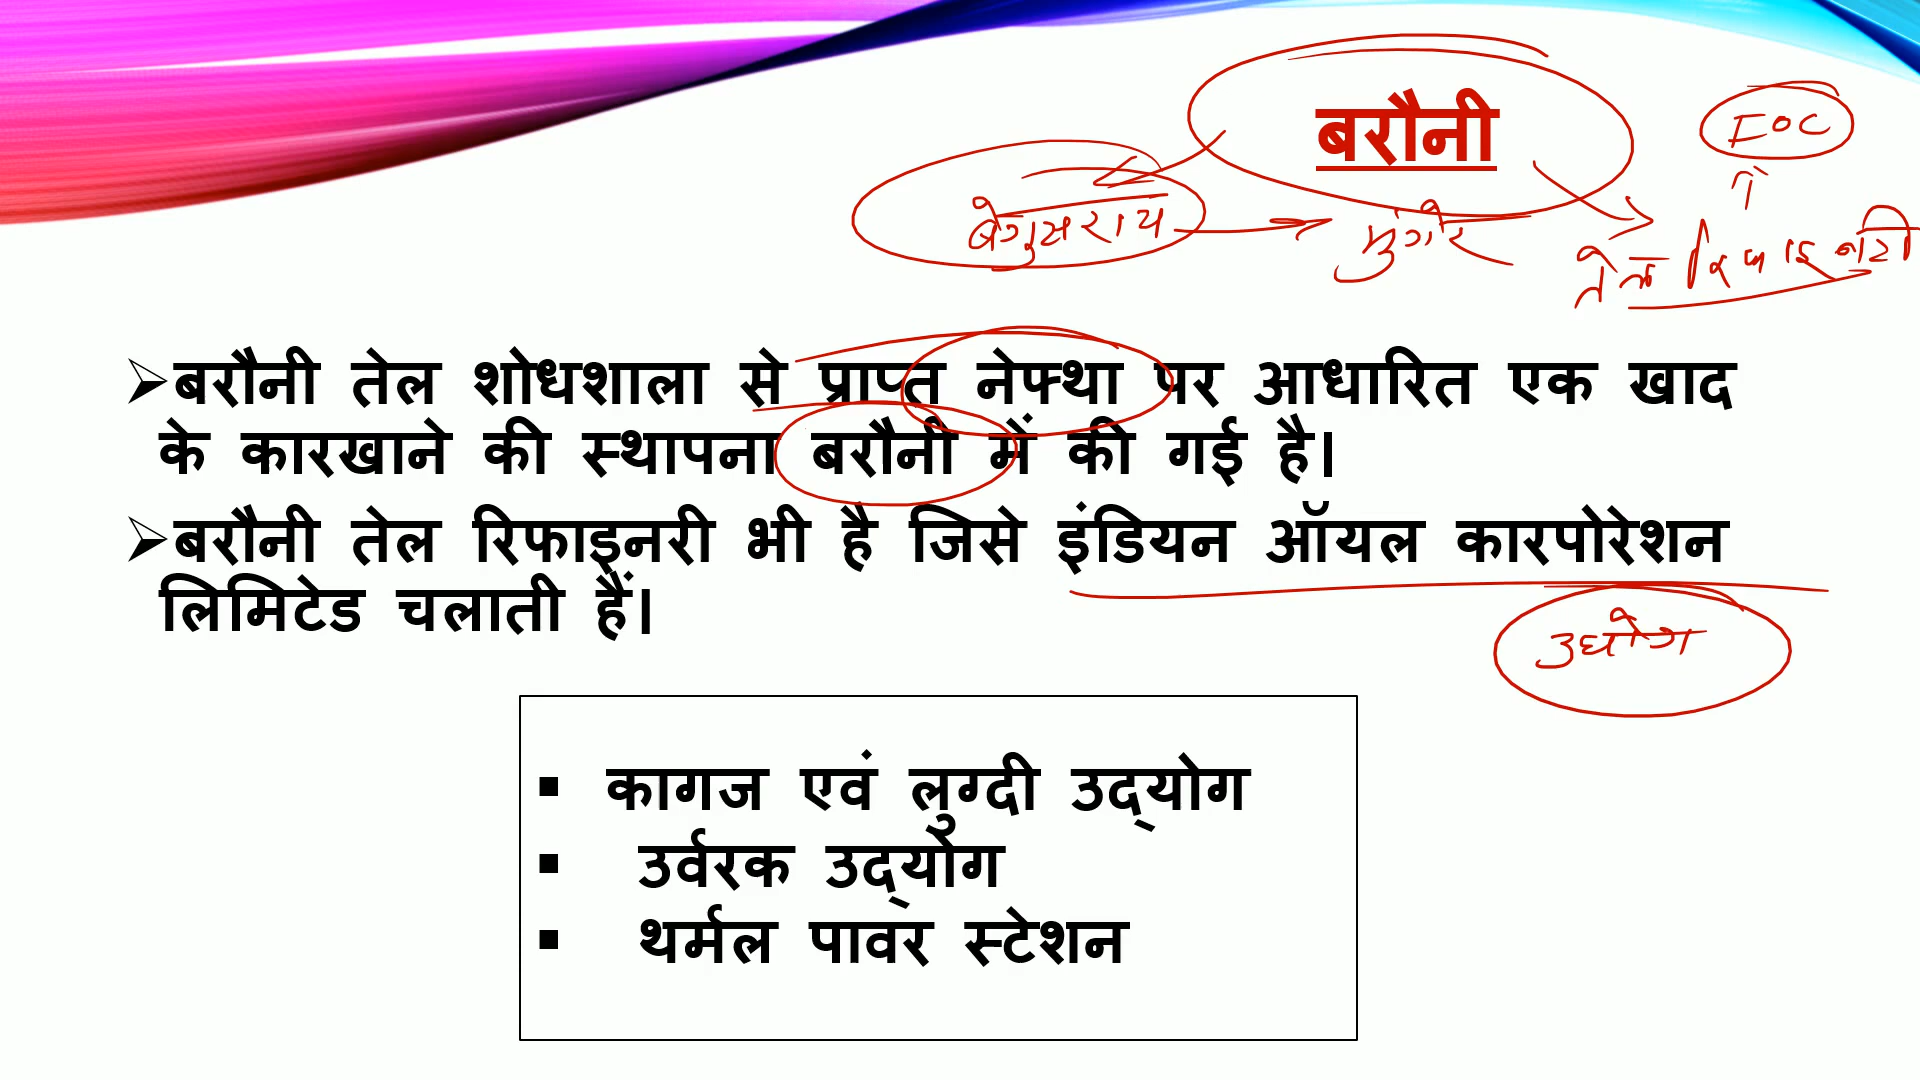 बरौनी
IOC
बेगुसराय
मुंगेर
तेल रिफाइनरी
➢बरौनी तेल शोधशाला से प्राप्त नेफ्था पर आधारित एक खाद
के कारखाने की स्थापना बरौनी में की गई है।
➢बरौनी तेल रिफाइनरी भी है जिसे इंडियन ऑयल कारपोरेशन
लिमिटेड चलाती हैं।
उद्योग
▪ कागज एवं लुग्दी उद्योग
▪ उर्वरक उद्योग
▪ थर्मल पावर स्टेशन